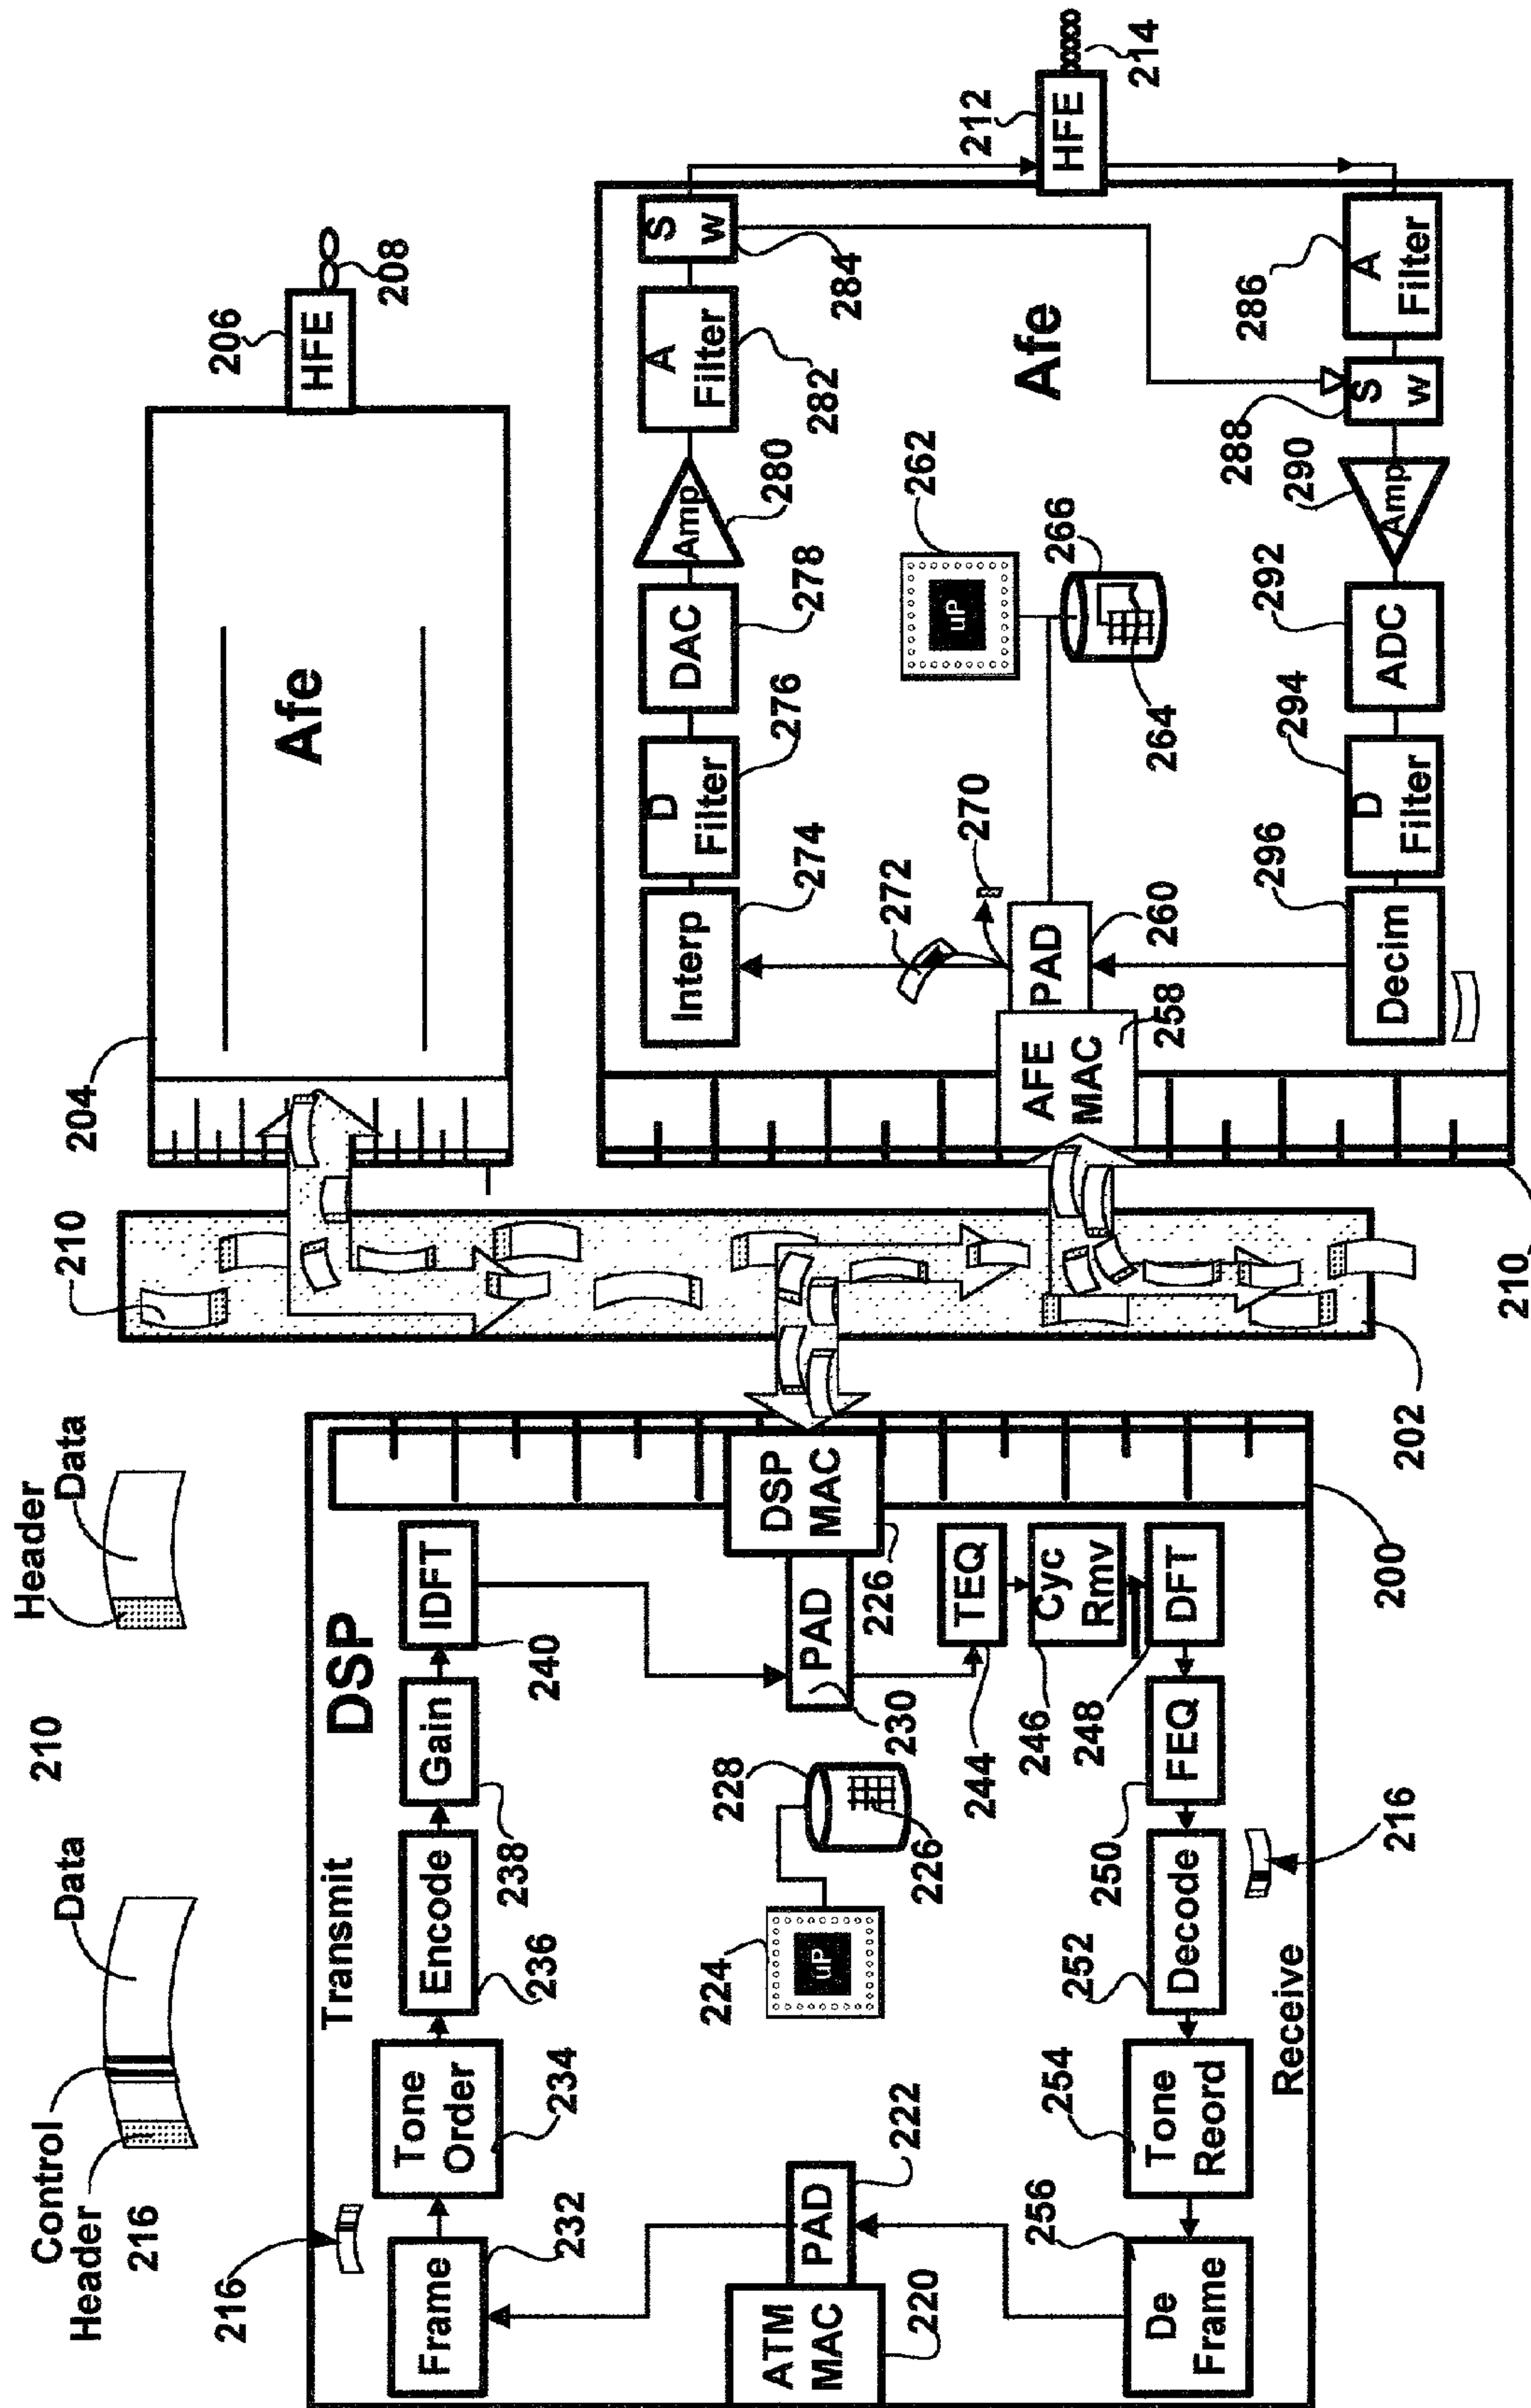 Control
Header
216
Data
210
Header
Data
210
204
Afe
206
HFE
208
216
Transmit
DSP
Frame
232
Tone
Order
234
Encode
236
238
Gain
IDFT
240
ATM
MAC
220
PAD
222
224
uP
228
226
230
PAD
DSP
MAC
226
TEQ
244
Cyc
Rmv
246
DFT
248
FEQ
250
216
Decode
252
Tone
Reord
254
De
Frame
256
Receive
200
202
210
Interp
274
D
Filter
276
DAC
278
Amp
280
A
Filter
282
S
w
284
212
HFE
214
272
270
AFE
MAC
258
PAD
260
262
uP
266
264
Afe
Decim
296
D
Filter
294
ADC
292
Amp
290
288
S
w
A
Filter
286